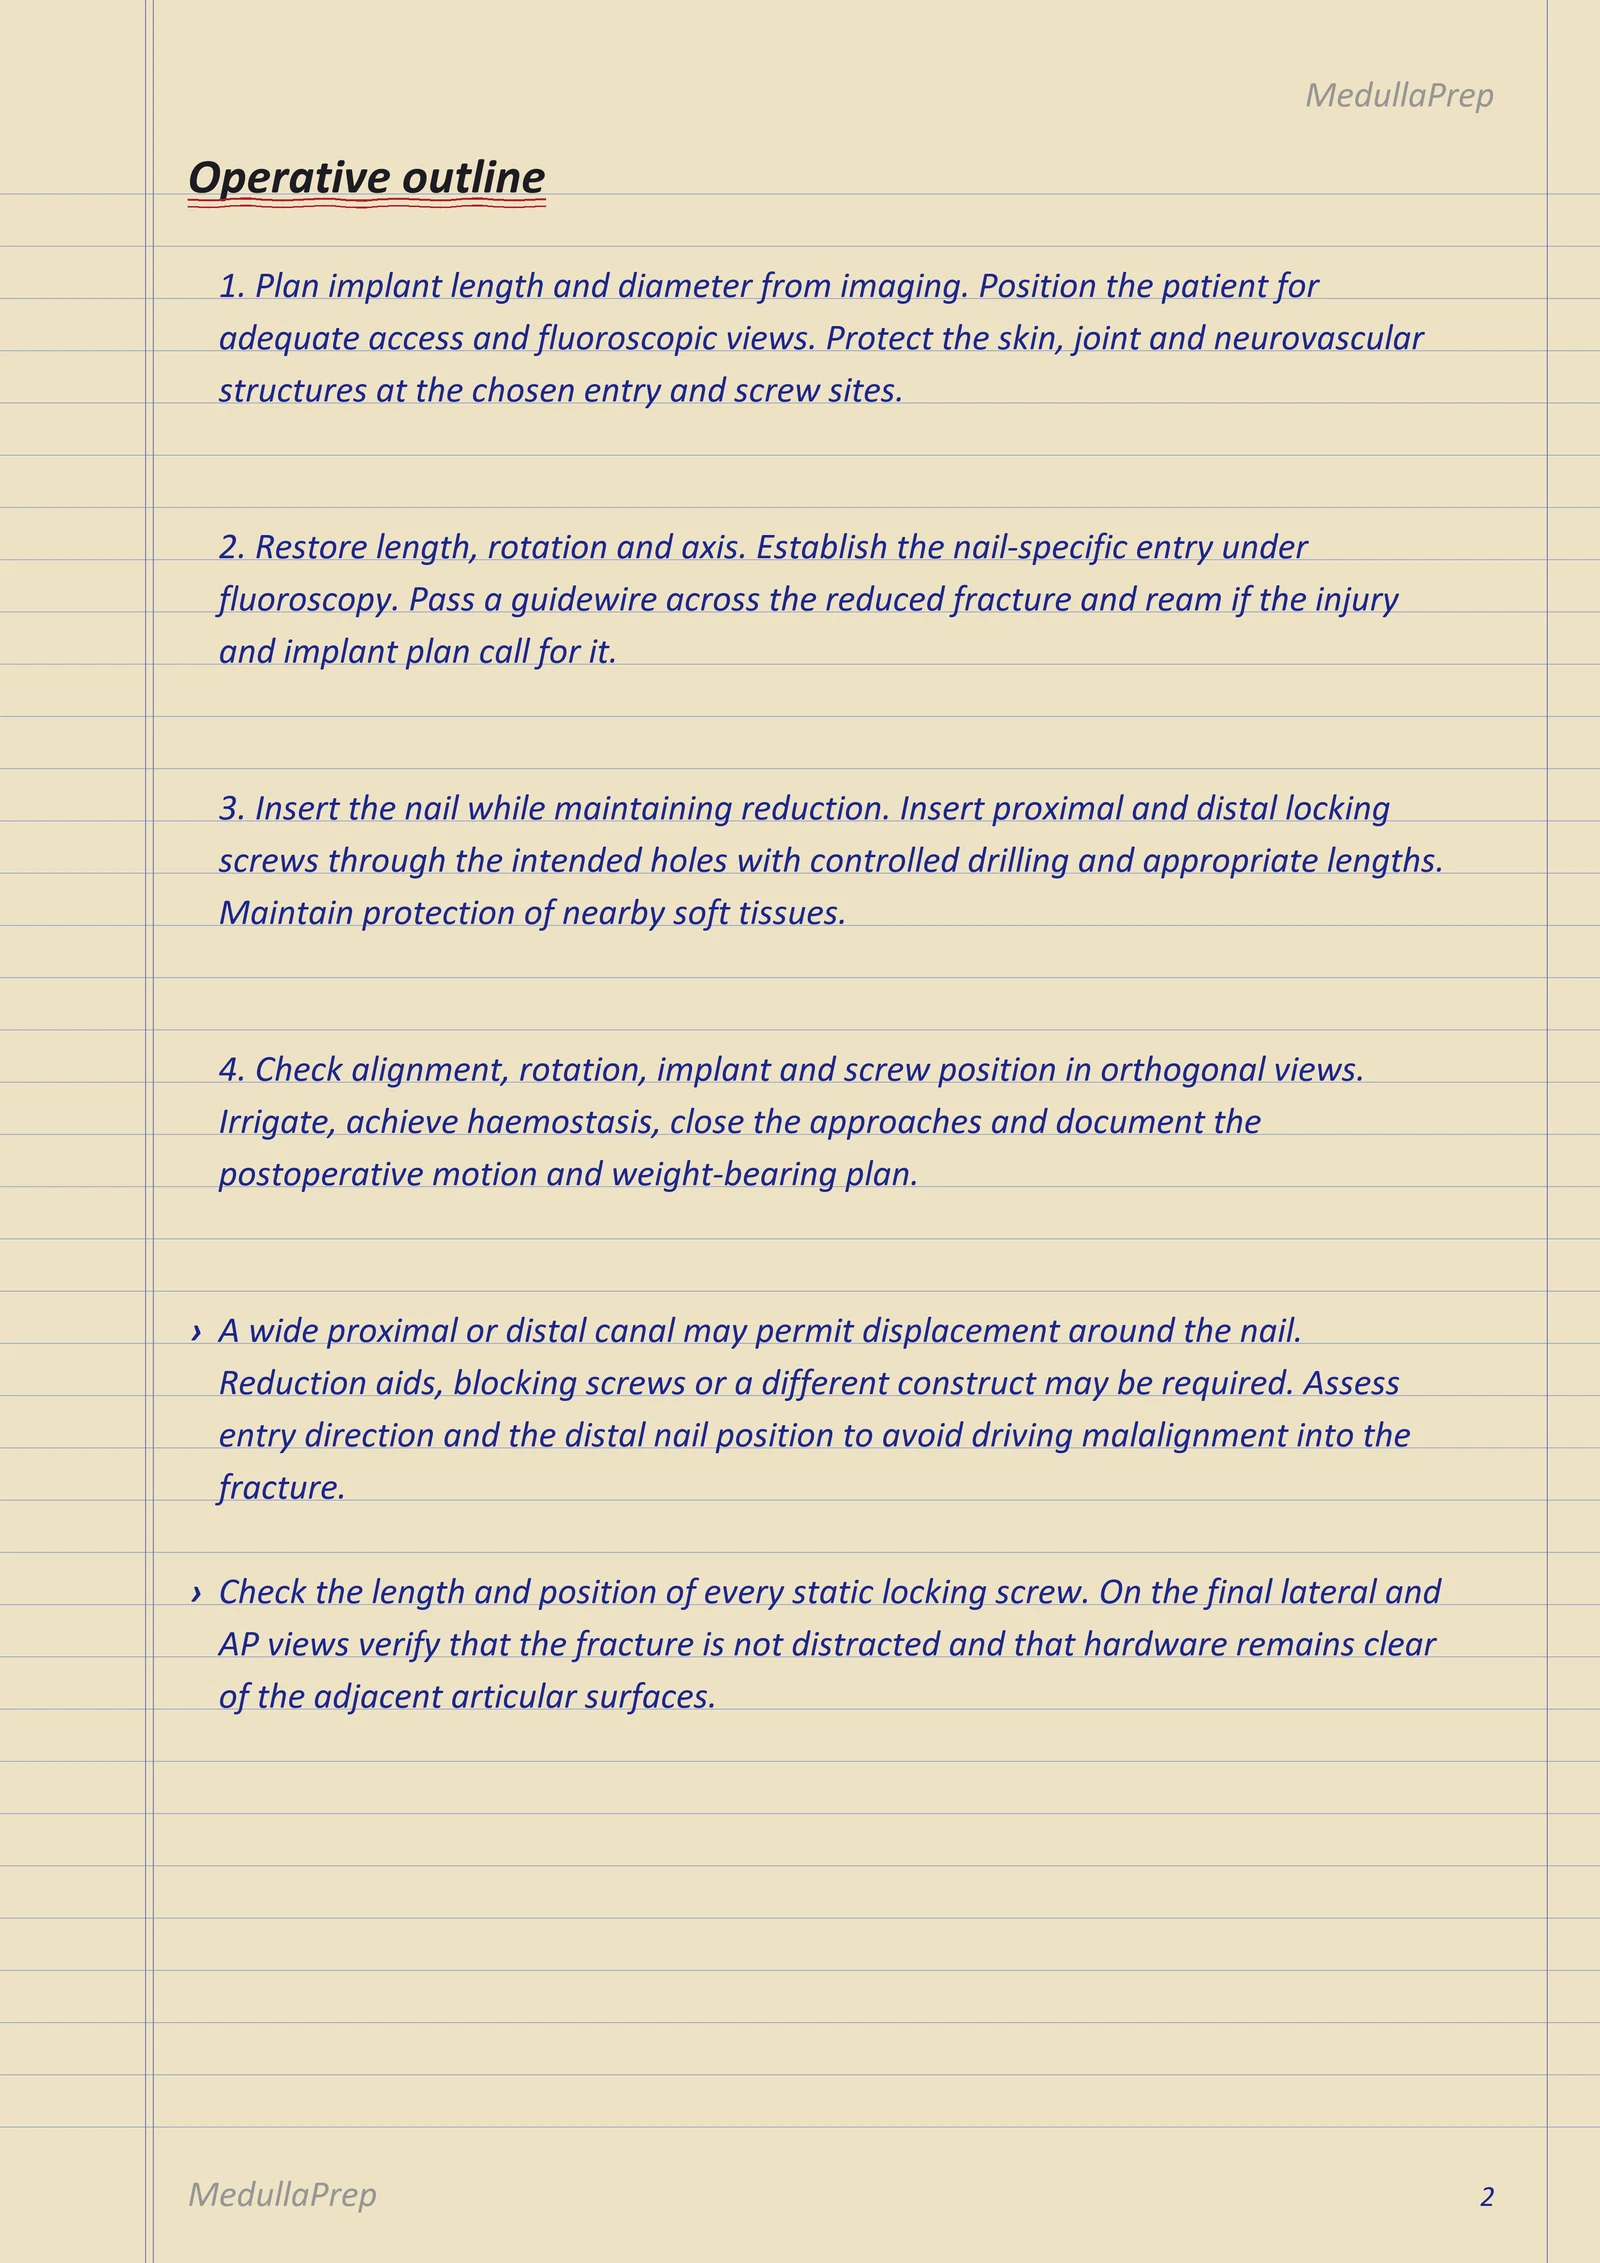 MedullaPrep
Operative outline
1. Plan implant length and diameter from imaging. Position the patient for
adequate access and fluoroscopic views. Protect the skin, joint and neurovascular
structures at the chosen entry and screw sites.
2. Restore length, rotation and axis. Establish the nail-specific entry under
fluoroscopy. Pass a guidewire across the reduced fracture and ream if the injury
and implant plan call for it.
3. Insert the nail while maintaining reduction. Insert proximal and distal locking
screws through the intended holes with controlled drilling and appropriate lengths.
Maintain protection of nearby soft tissues.
4. Check alignment, rotation, implant and screw position in orthogonal views.
Irrigate, achieve haemostasis, close the approaches and document the
postoperative motion and weight-bearing plan.
› A wide proximal or distal canal may permit displacement around the nail.
Reduction aids, blocking screws or a different construct may be required. Assess
entry direction and the distal nail position to avoid driving malalignment into the
fracture.
› Check the length and position of every static locking screw. On the final lateral and
AP views verify that the fracture is not distracted and that hardware remains clear
of the adjacent articular surfaces.
MedullaPrep
2